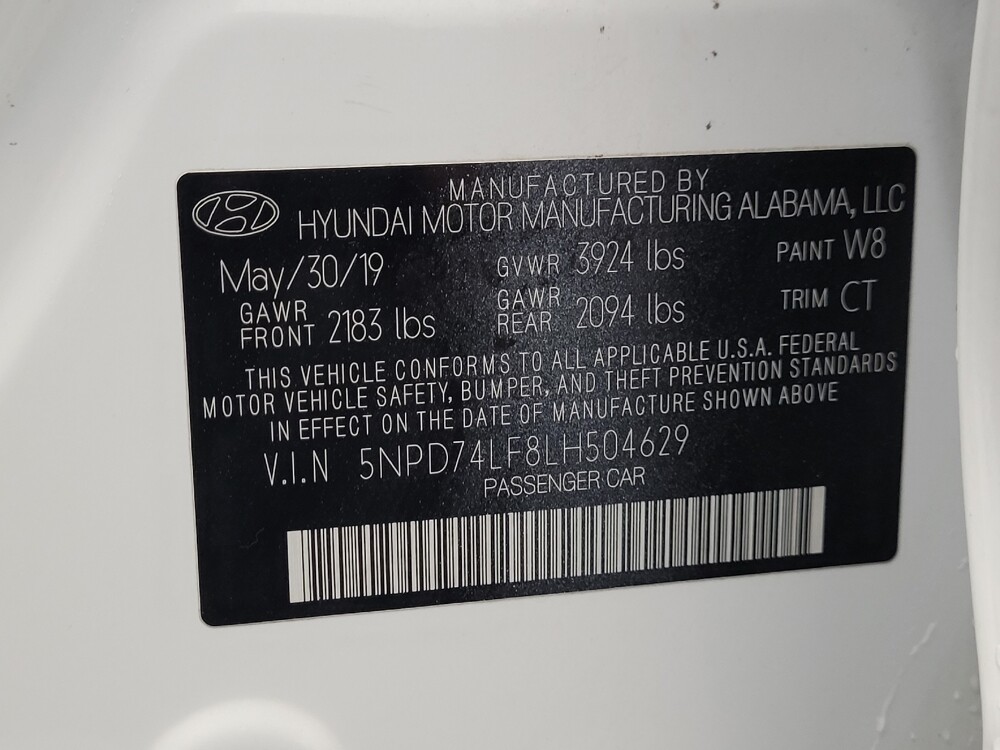 MANUFACTURED BY
HYUNDAI MOTOR MANUFACTURING ALABAMA, LLC
May/30/19 GVWR 3924 lbs PAINT W8
GAWR FRONT 2183 lbs GAWR REAR 2094 lbs TRIM CT
THIS VEHICLE CONFORMS TO ALL APPLICABLE U.S.A. FEDERAL
MOTOR VEHICLE SAFETY, BUMPER, AND THEFT PREVENTION STANDARDS
IN EFFECT ON THE DATE OF MANUFACTURE SHOWN ABOVE
V.I.N 5NPD74LF8LH504629
PASSENGER CAR